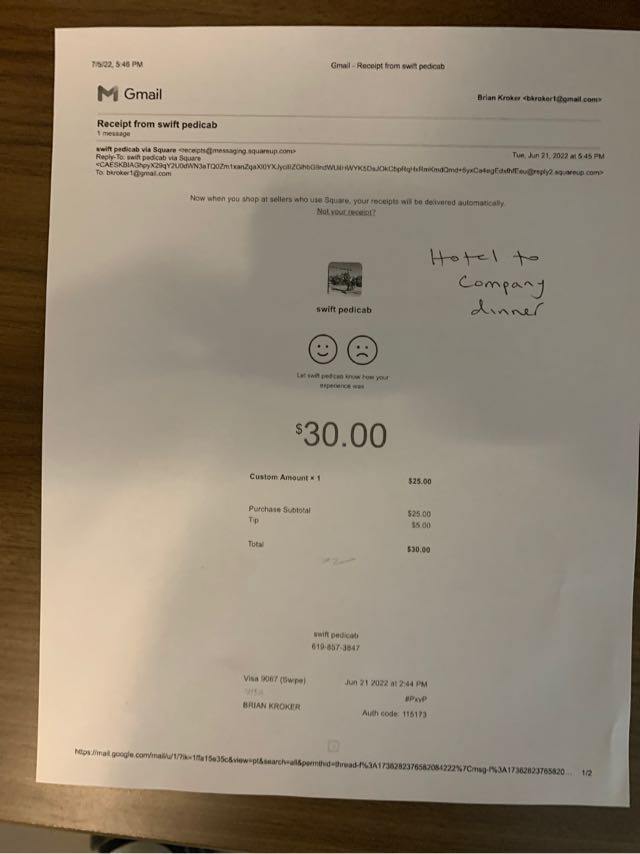 7/5/22, 5:46 PM
Gmail - Receipt from swift pedicab
Gmail
Brian Kroker <bkroker1@gmail.com>
Receipt from swift pedicab
1 message
swift pedicab via Square <receipts@messaging.squareup.com>
Tue, Jun 21, 2022 at 5:45 PM
Reply-To: swift pedicab via Square
To: bkroker1@gmail.com
Now when you shop at sellers who use Square, your receipts will be delivered automatically.
Not your receipt?
Hotel to
Company
dinner
swift pedicab
Let swift pedicab know how your
experience was
$30.00
Custom Amount × 1
$25.00
Purchase Subtotal
$25.00
Tip
$5.00
Total
$30.00
swift pedicab
619-857-3847
Visa 9067 (Swipe)
Jun 21 2022 at 2:44 PM
VISA
#PxvP
BRIAN KROKER
Auth code: 115173
1/2